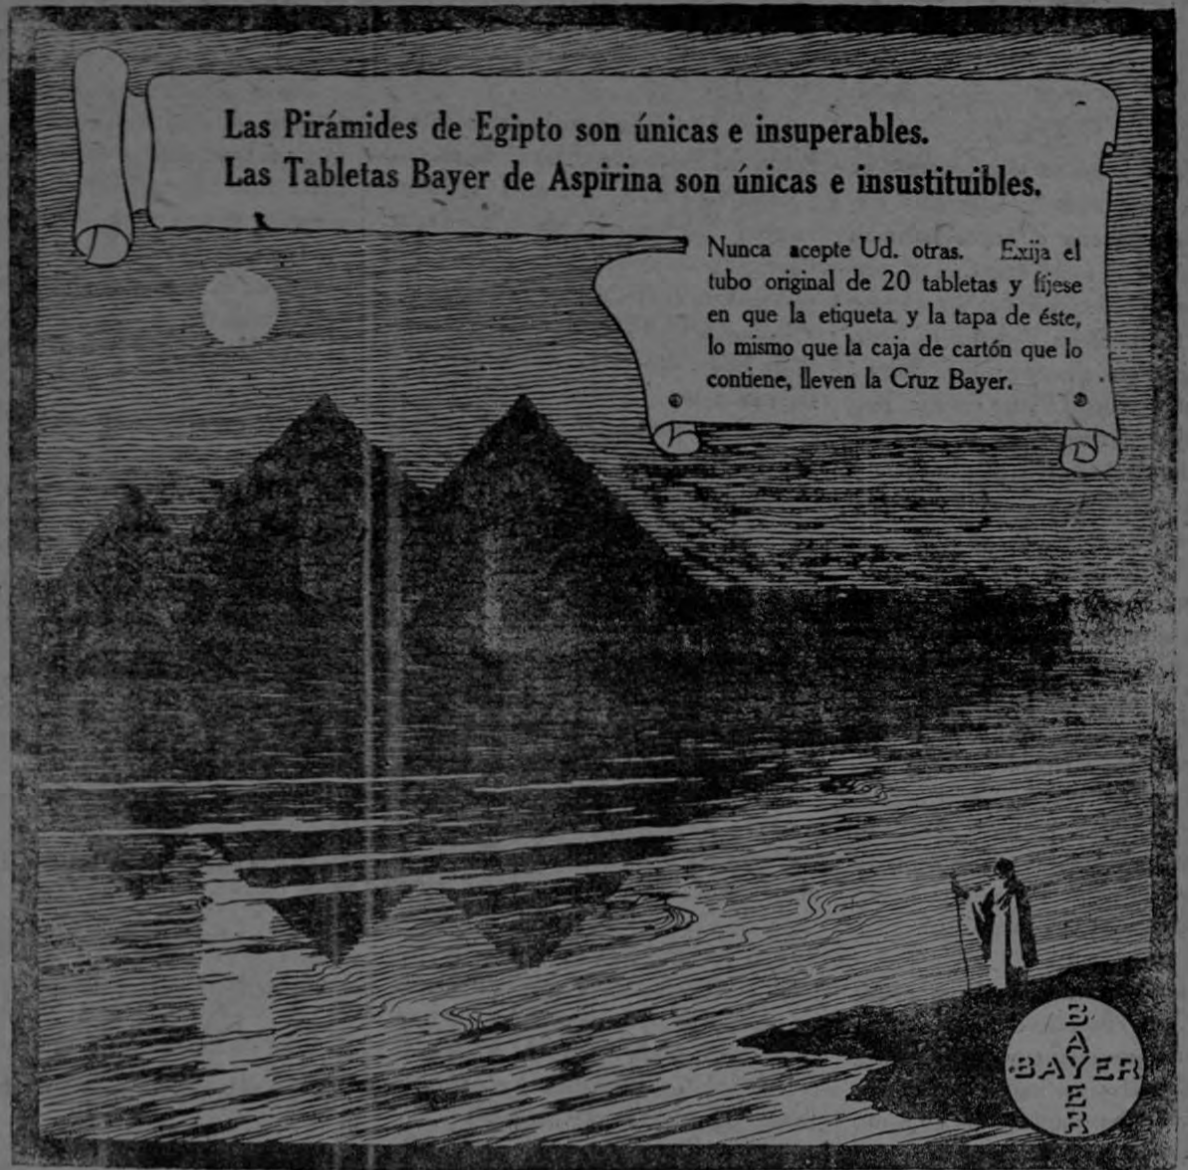 Las Pirámides de Egipto son únicas e insuperables.
Las Tabletas Bayer de Aspirina son únicas e insustituibles.
Nunca acepte Ud. otras. Exija el
tubo original de 20 tabletas y fíjese
en que la etiqueta y la tapa de éste,
lo mismo que la caja de cartón que lo
contiene, lleven la Cruz Bayer.
BAYER
BAYER